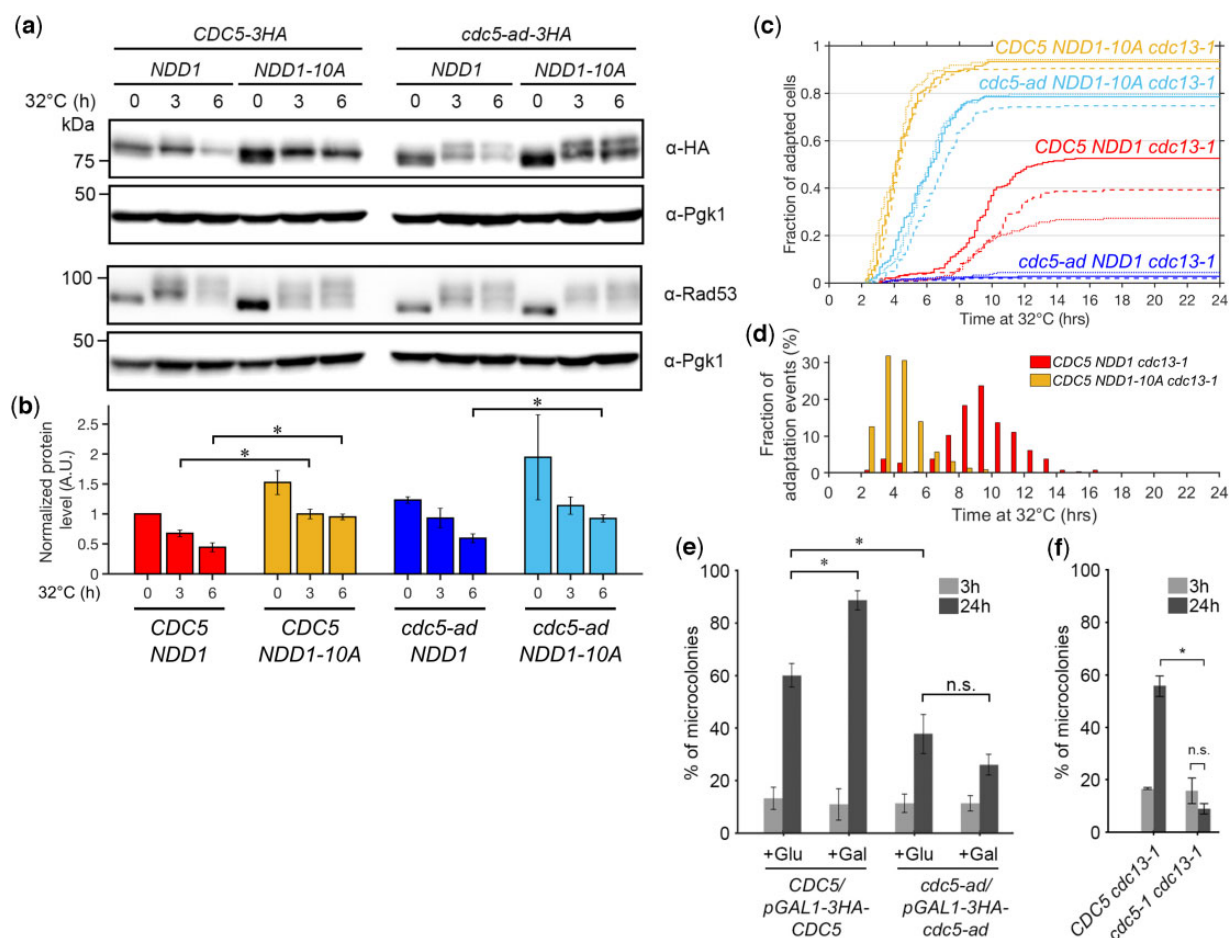 (a)
CDC5-3HA cdc5-ad-3HA
NDD1 NDD1-10A NDD1 NDD1-10A
32°C (h) 0 3 6 0 3 6 0 3 6 0 3 6
kDa
75
α-HA
50
α-Pgk1
100
α-Rad53
50
α-Pgk1
(b)
Normalized protein
level (A.U.)
2
1.5
1
0.5
0
* * *
32°C (h) 0 3 6 0 3 6 0 3 6 0 3 6
CDC5 CDC5 cdc5-ad cdc5-ad
NDD1 NDD1-10A NDD1 NDD1-10A
(c)
Fraction of adapted cells
1
0.8
0.6
0.4
0.2
0
CDC5 NDD1-10A cdc13-1
cdc5-ad NDD1-10A cdc13-1
CDC5 NDD1 cdc13-1
cdc5-ad NDD1 cdc13-1
0 2 4 6 8 10 12 14 16 18 20 22 24
Time at 32°C (hrs)
(d)
Fraction of
adaptation events (%)
30
20
10
0
CDC5 NDD1 cdc13-1
CDC5 NDD1-10A cdc13-1
0 2 4 6 8 10 12 14 16 18 20 22 24
Time at 32°C (hrs)
(e)
% of microcolonies
100
80
60
40
20
0
* *
n.s.
3h
24h
+Glu +Gal +Glu +Gal
CDC5/ cdc5-ad/
pGAL1-3HA- pGAL1-3HA-
CDC5 cdc5-ad
(f)
% of microcolonies
100
80
60
40
20
0
3h
24h
*
n.s.
CDC5 cdc13-1
cdc5-1 cdc13-1